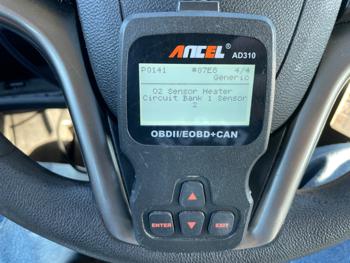 ANCEL
AD310
P0141 #87E8 4/4
Generic
O2 Sensor Heater
Circuit Bank 1 Sensor
2
OBDII/EOBD+CAN
ENTER
EXIT